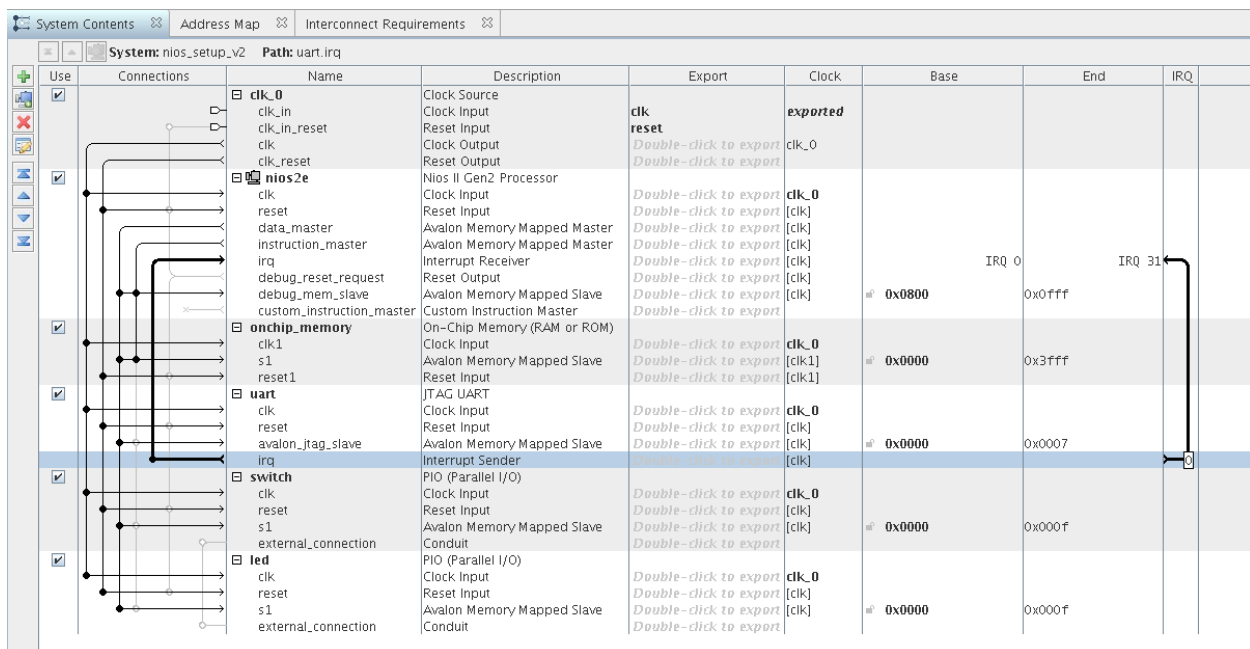 System Contents Address Map Interconnect Requirements
System: nios_setup_v2 Path: uart.irq
Use Connections Name Description Export Clock Base End IRQ
clk_0 Clock Source
clk_in Clock Input clk exported
clk_in_reset Reset Input reset
clk Clock Output Double-click to export clk_0
clk_reset Reset Output Double-click to export
nios2e Nios II Gen2 Processor
clk Clock Input Double-click to export clk_0
reset Reset Input Double-click to export [clk]
data_master Avalon Memory Mapped Master Double-click to export [clk]
instruction_master Avalon Memory Mapped Master Double-click to export [clk]
irq Interrupt Receiver Double-click to export [clk] IRQ 0 IRQ 31
debug_reset_request Reset Output Double-click to export [clk]
debug_mem_slave Avalon Memory Mapped Slave Double-click to export [clk] 0x0800 0x0fff
custom_instruction_master Custom Instruction Master Double-click to export
onchip_memory On-Chip Memory (RAM or ROM)
clk1 Clock Input Double-click to export clk_0
s1 Avalon Memory Mapped Slave Double-click to export [clk1] 0x0000 0x3fff
reset1 Reset Input Double-click to export [clk1]
uart JTAG UART
clk Clock Input Double-click to export clk_0
reset Reset Input Double-click to export [clk]
avalon_jtag_slave Avalon Memory Mapped Slave Double-click to export [clk] 0x0000 0x0007
irq Interrupt Sender Double-click to export [clk] 0
switch PIO (Parallel I/O)
clk Clock Input Double-click to export clk_0
reset Reset Input Double-click to export [clk]
s1 Avalon Memory Mapped Slave Double-click to export [clk] 0x0000 0x000f
external_connection Conduit Double-click to export
led PIO (Parallel I/O)
clk Clock Input Double-click to export clk_0
reset Reset Input Double-click to export [clk]
s1 Avalon Memory Mapped Slave Double-click to export [clk] 0x0000 0x000f
external_connection Conduit Double-click to export